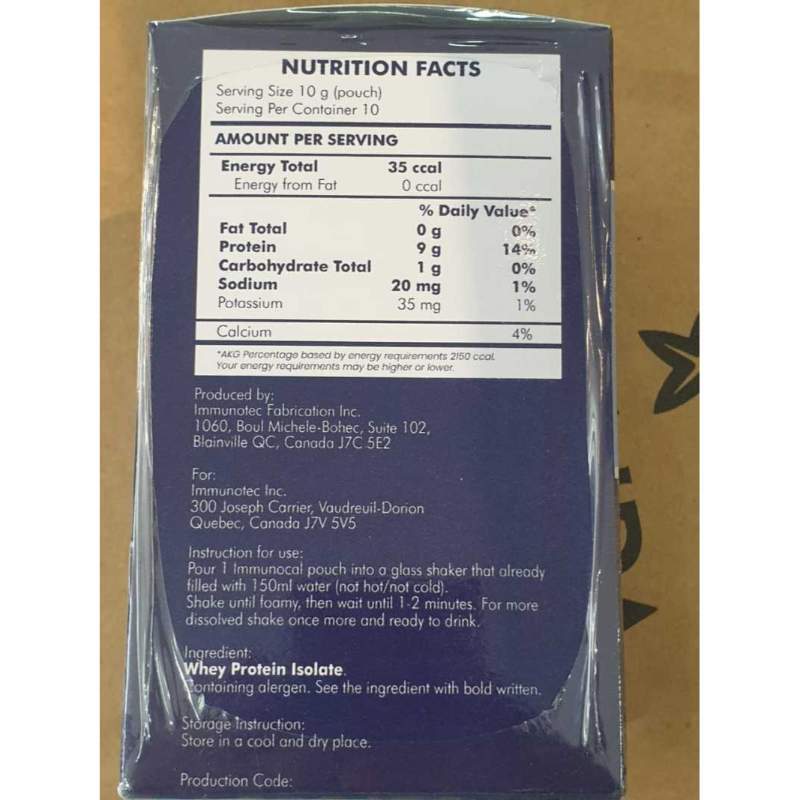 NUTRITION FACTS
Serving Size 10 g (pouch)
Serving Per Container 10
AMOUNT PER SERVING
Energy Total 35 ccal
Energy from Fat 0 ccal
% Daily Value*
Fat Total 0 g 0%
Protein 9 g 14%
Carbohydrate Total 1 g 0%
Sodium 20 mg 1%
Potassium 35 mg 1%
Calcium 4%
*AKG Percentage based by energy requirements 2150 ccal.
Your energy requirements may be higher or lower.
Produced by:
Immunotec Fabrication Inc.
1060, Boul Michele-Bohec, Suite 102,
Blainville QC, Canada J7C 5E2
For:
Immunotec Inc.
300 Joseph Carrier, Vaudreuil-Dorion
Quebec, Canada J7V 5V5
Instruction for use:
Pour 1 Immunocal pouch into a glass shaker that already
filled with 150ml water (not hot/not cold).
Shake until foamy, then wait until 1-2 minutes. For more
dissolved shake once more and ready to drink.
Ingredient:
Whey Protein Isolate.
Containing alergen. See the ingredient with bold written.
Storage Instruction:
Store in a cool and dry place.
Production Code: